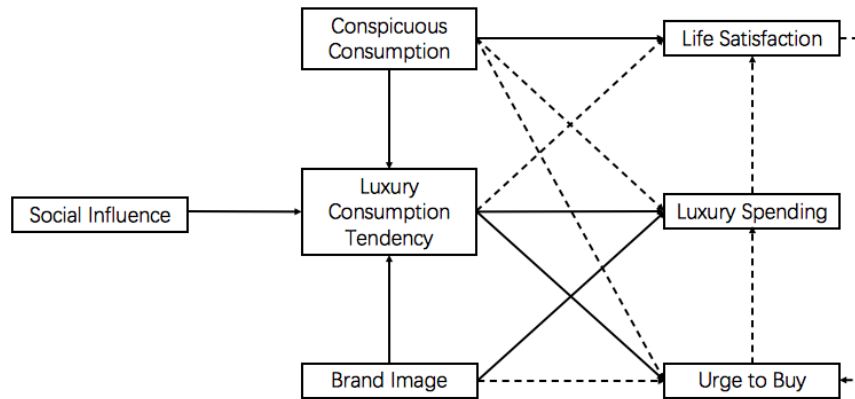 Conspicuous
Consumption
Life Satisfaction
Social Influence
Luxury
Consumption
Tendency
Luxury Spending
Brand Image
Urge to Buy